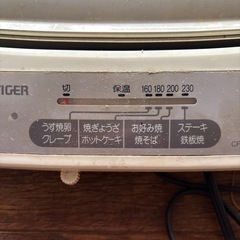 TIGER
切 保温 160 180 200 230
うす焼卵 焼ぎょうざ お好み焼 ステーキ
クレープ ホットケーキ 焼そば 鉄板焼